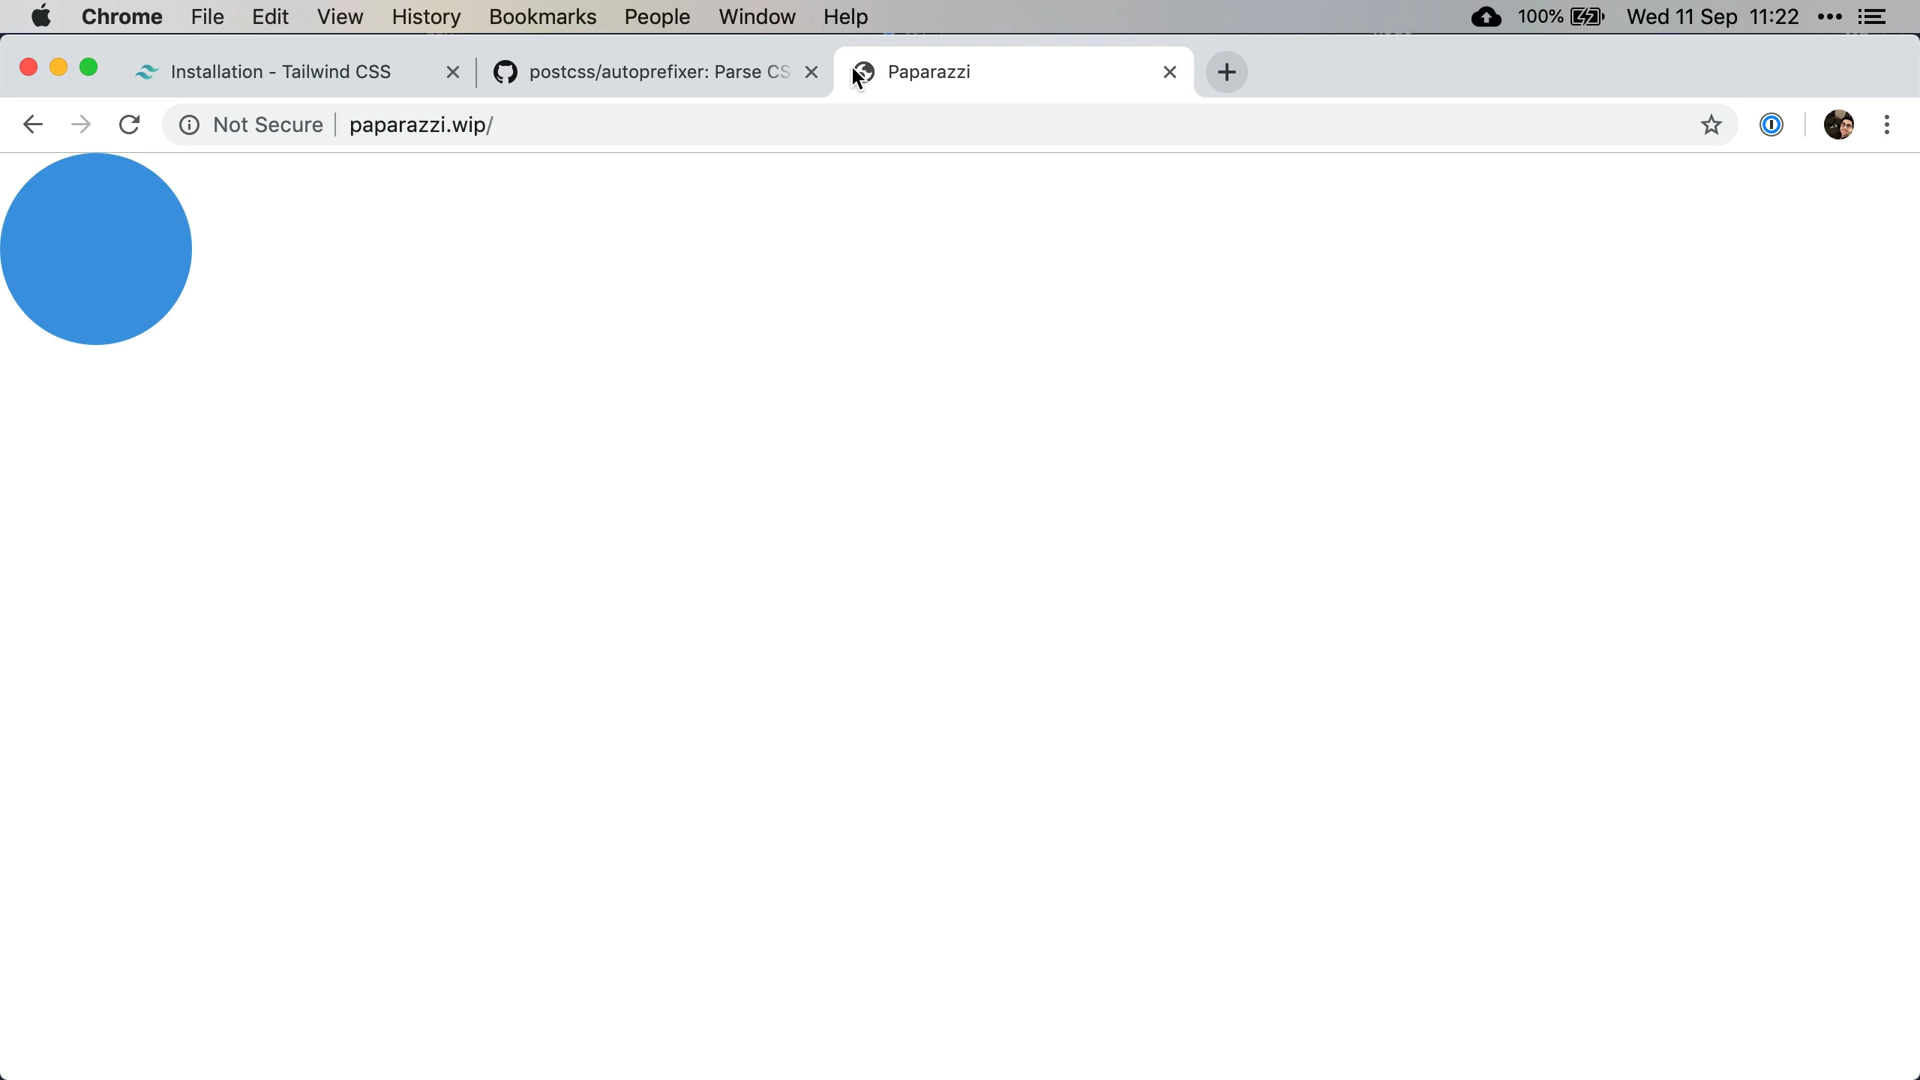 Chrome File Edit View History Bookmarks People Window Help 100% Wed 11 Sep 11:22
Installation - Tailwind CSS postcss/autoprefixer: Parse CS Paparazzi
Not Secure paparazzi.wip/